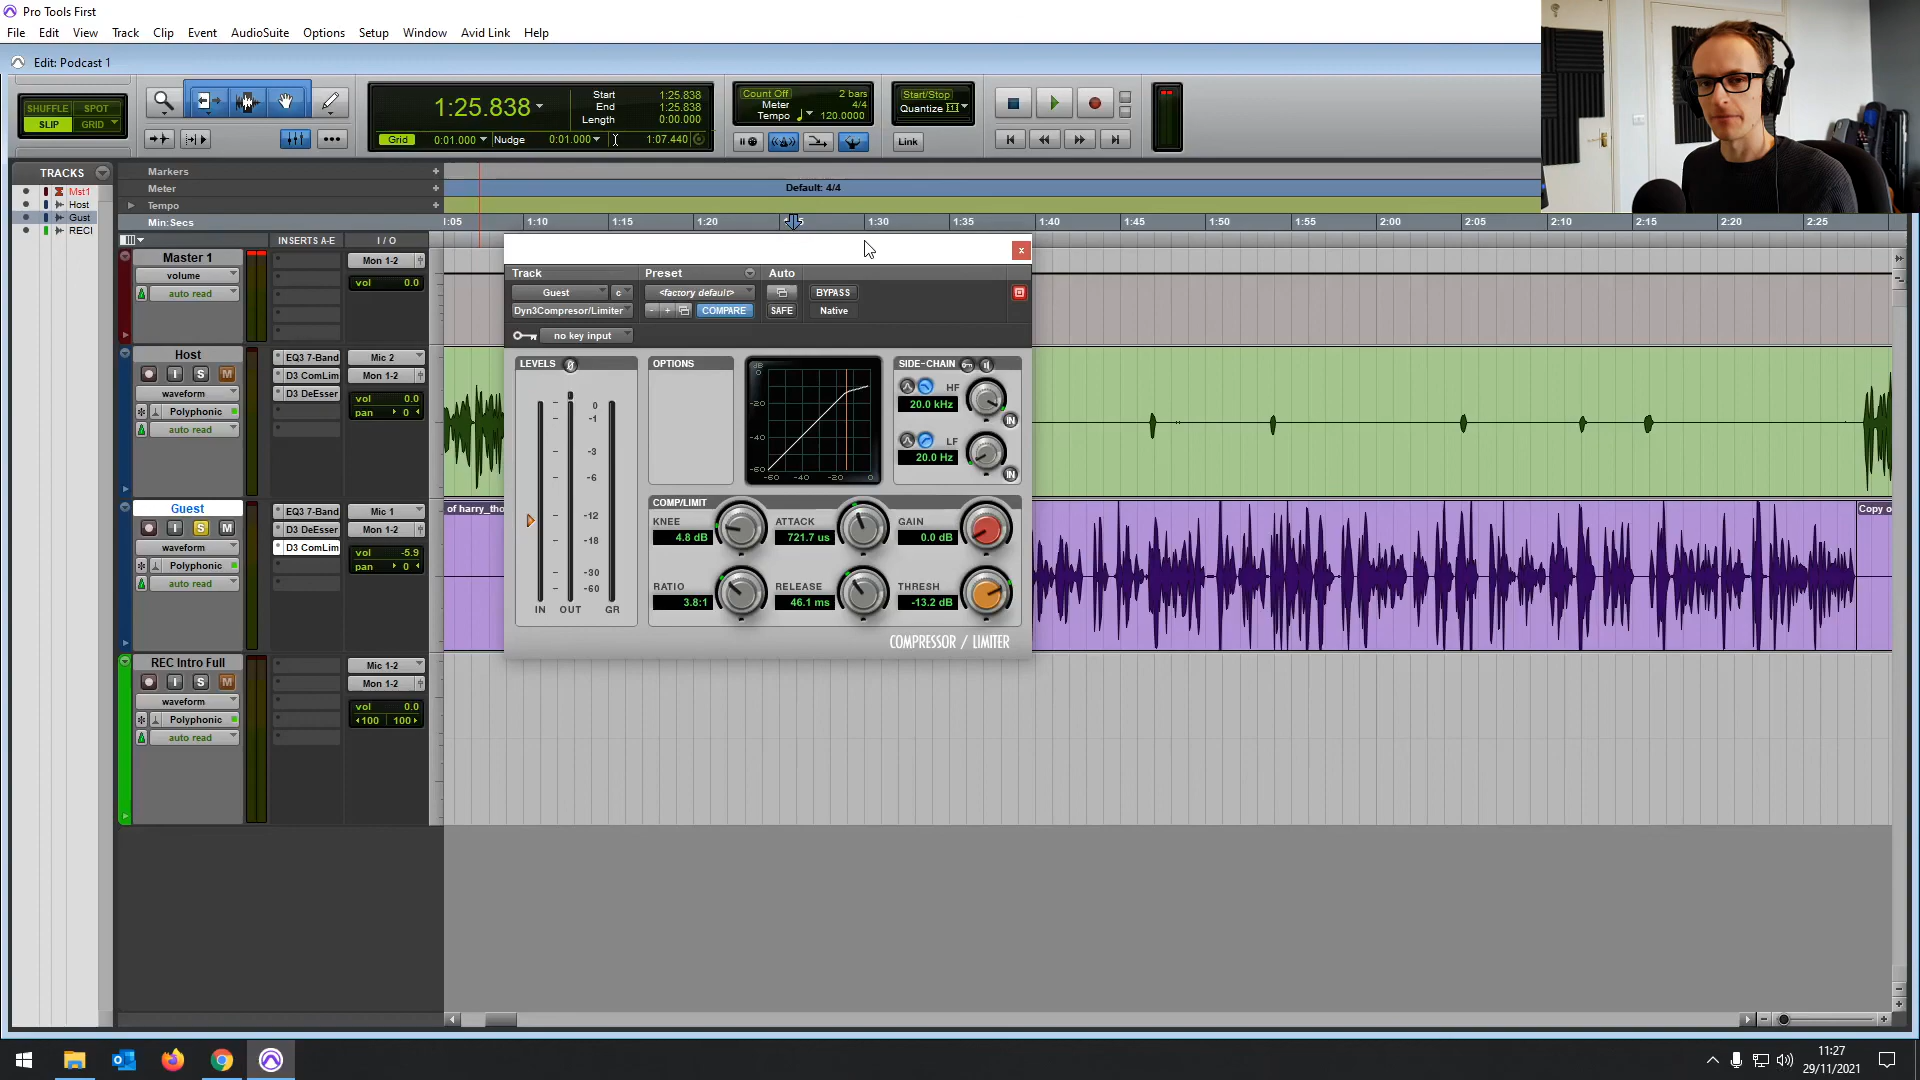 Pro Tools First
File Edit View Track Clip Event AudioSuite Options Setup Window Avid Link Help
Edit: Podcast 1
SHUFFLE SPOT
SLIP GRID
1:25.838
Start 1:25.838
End 1:25.838
Length 0:00.000
Grid 0:01.000 Nudge 0:01.000 1:07.440
Count Off 2 bars
Meter 4/4
Tempo 120.0000
Start/Stop
Quantize
Link
TRACKS
Mst1
Host
Gust
RECI
Markers
Meter Default: 4/4
Tempo
Min:Secs 1:05 1:10 1:15 1:20 1:30 1:35 1:40 1:45 1:50 1:55 2:00 2:05 2:10 2:15 2:20 2:25
INSERTS A-E I / O
Master 1
volume
auto read
Mon 1-2
vol 0.0
Host
I S M
waveform
Polyphonic
auto read
EQ3 7-Band
D3 ComLim
D3 DeEsser
Mic 2
Mon 1-2
vol 0.0
pan 0
Guest
I S M
waveform
Polyphonic
auto read
EQ3 7-Band
D3 DeEsser
D3 ComLim
Mic 1
Mon 1-2
vol -5.9
pan 0
of harry_tho
Copy o
REC Intro Full
I S M
waveform
Polyphonic
auto read
Mic 1-2
Mon 1-2
vol 0.0
100 100
Track Preset Auto
Guest c <factory default> BYPASS
Dyn3Compresor/Limiter - + COMPARE SAFE Native
no key input
LEVELS
0
-1
-3
-6
-12
-18
-30
-60
IN OUT GR
OPTIONS
dB
0
-20
-40
-60
-60 -40 -20 0
SIDE-CHAIN
HF
20.0 kHz
IN
LF
20.0 Hz
IN
COMP/LIMIT
KNEE 4.8 dB
ATTACK 721.7 us
GAIN 0.0 dB
RATIO 3.8:1
RELEASE 46.1 ms
THRESH -13.2 dB
COMPRESSOR / LIMITER
11:27
29/11/2021